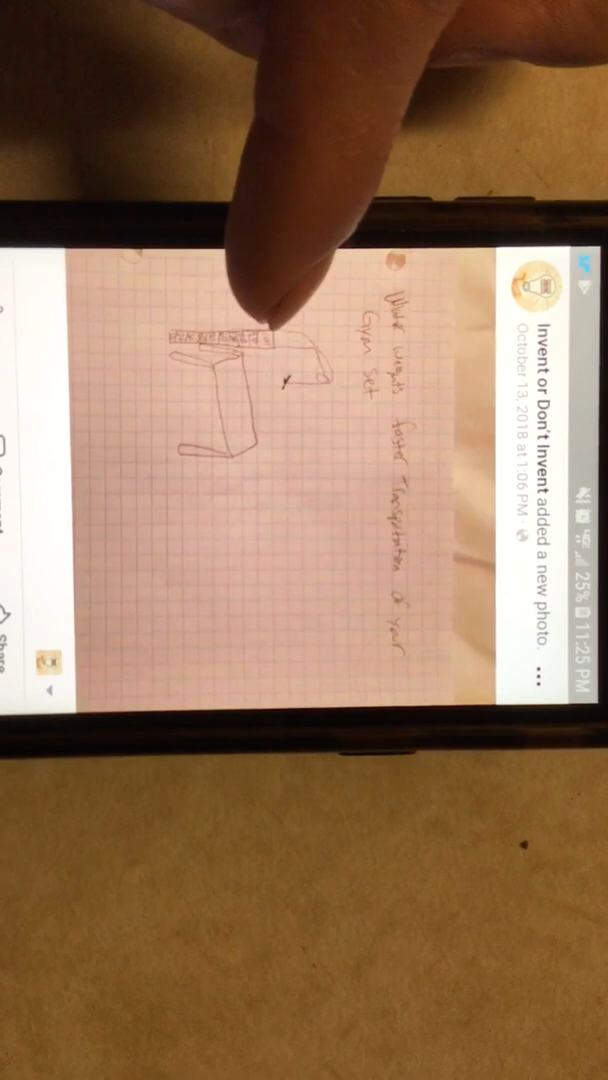 25% 11:25 PM
Invent or Don't Invent added a new photo.
October 13, 2018 at 1:06 PM
Water weights faster Transportation of your
Gym set
Share